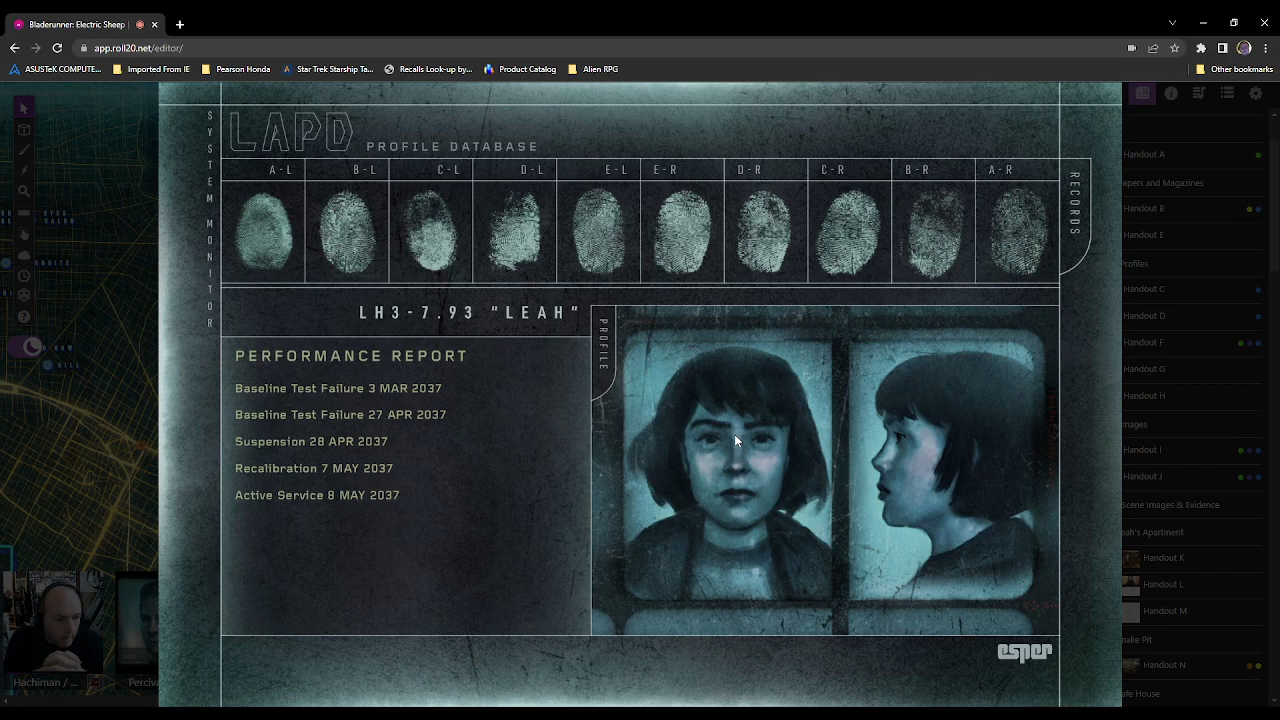 Bladerunner: Electric Sheep |
app.roll20.net/editor/
ASUSTeK COMPUTE...
Imported From IE
Pearson Honda
Star Trek Starship Ta...
Recalls Look-up by...
Product Catalog
Alien RPG
Other bookmarks
SYSTEM MONITOR
LAPD PROFILE DATABASE
A-L B-L C-L D-L E-L E-R D-R C-R B-R A-R
RECORDS
LH3-7.93 "LEAH"
PROFILE
PERFORMANCE REPORT
Baseline Test Failure 3 MAR 2037
Baseline Test Failure 27 APR 2037
Suspension 28 APR 2037
Recalibration 7 MAY 2037
Active Service 8 MAY 2037
esper
Handout A
apers and Magazines
Handout B
Handout E
Profiles
Handout C
Handout D
Handout F
Handout G
Handout H
mages
Handout I
Handout J
Scene Images & Evidence
eah's Apartment
Handout K
Handout L
Handout M
make Pit
Handout N
afe House
Hachiman / ...
Perciva